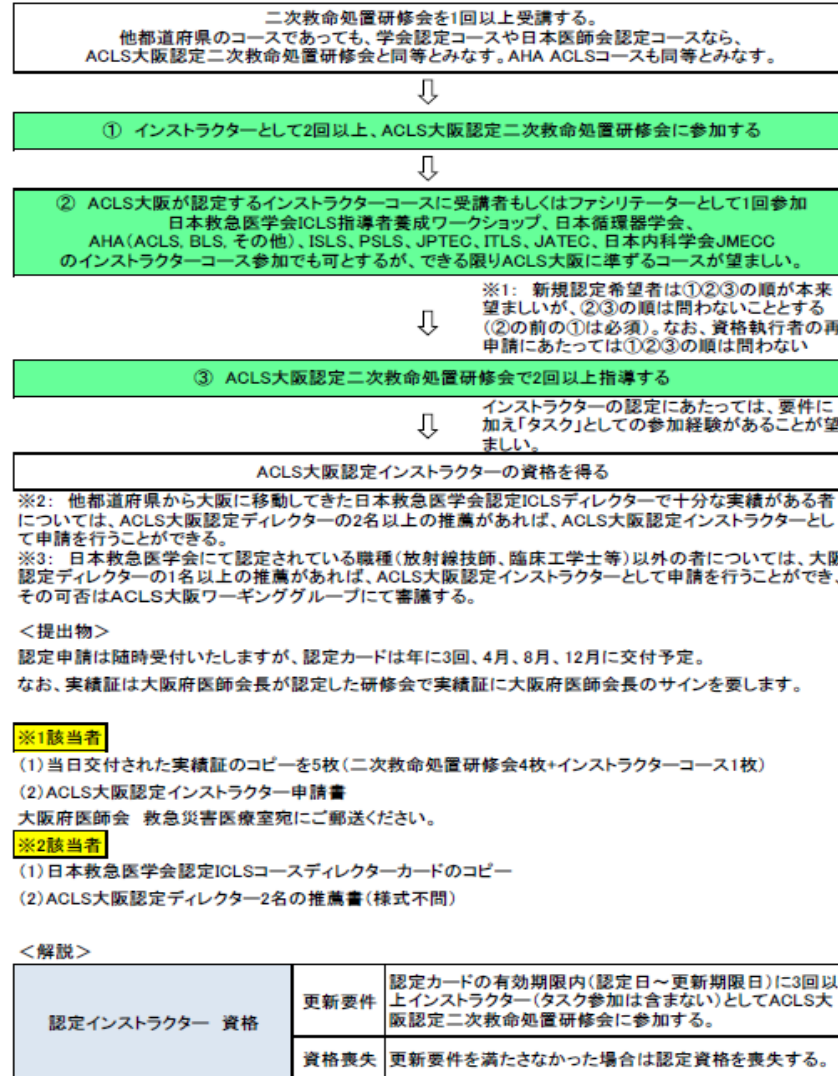 二次救命処置研修会を1回以上受講する。
他都道府県のコースであっても、学会認定コースや日本医師会認定コースなら、
ACLS大阪認定二次救命処置研修会と同等とみなす。AHA ACLSコースも同等とみなす。
① インストラクターとして2回以上、ACLS大阪認定二次救命処置研修会に参加する
② ACLS大阪が認定するインストラクターコースに受講者もしくはファシリテーターとして1回参加
日本救急医学会ICLS指導者養成ワークショップ、日本循環器学会、
AHA(ACLS, BLS, その他)、ISLS、PSLS、JPTEC、ITLS、JATEC、日本内科学会JMECC
のインストラクターコース参加でも可とするが、できる限りACLS大阪に準ずるコースが望ましい。
※1: 新規認定希望者は①②③の順が本来
望ましいが、②③の順は問わないこととする
(②の前の①は必須)。なお、資格執行者の再
申請にあたっては①②③の順は問わない
③ ACLS大阪認定二次救命処置研修会で2回以上指導する
インストラクターの認定にあたっては、要件に
加え「タスク」としての参加経験があることが望
ましい。
ACLS大阪認定インストラクターの資格を得る
※2: 他都道府県から大阪に移動してきた日本救急医学会認定ICLSディレクターで十分な実績がある者
については、ACLS大阪認定ディレクターの2名以上の推薦があれば、ACLS大阪認定インストラクターとし
て申請を行うことができる。
※3: 日本救急医学会にて認定されている職種(放射線技師、臨床工学士等)以外の者については、大阪
認定ディレクターの1名以上の推薦があれば、ACLS大阪認定インストラクターとして申請を行うことができ、
その可否はACLS大阪ワーキンググループにて審議する。
<提出物>
認定申請は随時受付いたしますが、認定カードは年に3回、4月、8月、12月に交付予定。
なお、実績証は大阪府医師会長が認定した研修会で実績証に大阪府医師会長のサインを要します。
※1該当者
(1)当日交付された実績証のコピーを5枚(二次救命処置研修会4枚+インストラクターコース1枚)
(2)ACLS大阪認定インストラクター申請書
大阪府医師会 救急災害医療室宛にご郵送ください。
※2該当者
(1)日本救急医学会認定ICLSコースディレクターカードのコピー
(2)ACLS大阪認定ディレクター2名の推薦書(様式不問)
<解説>
認定インストラクター 資格
更新要件
認定カードの有効期限内(認定日~更新期限日)に3回以
上インストラクター(タスク参加は含まない)としてACLS大
阪認定二次救命処置研修会に参加する。
資格喪失
更新要件を満たさなかった場合は認定資格を喪失する。